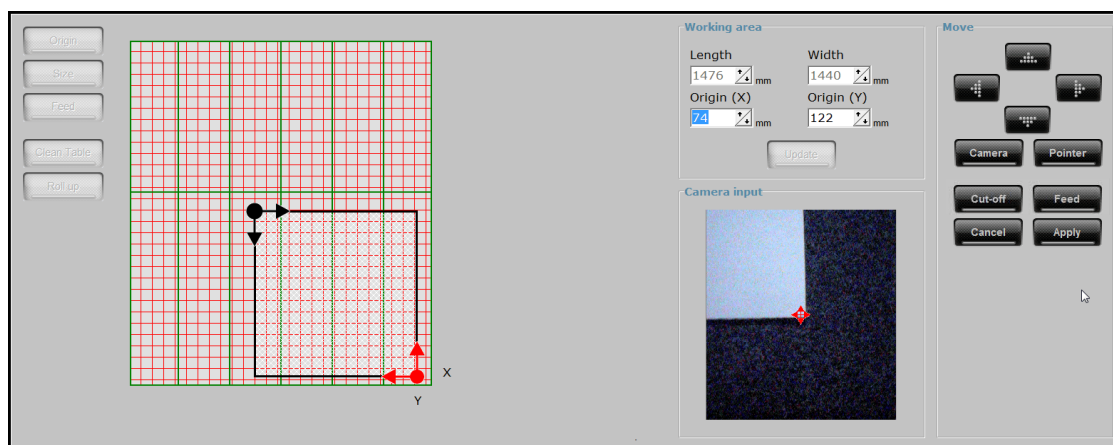 Origin
Size
Feed
Clean Table
Roll up
X
Y
Working area
Length
Width
1476 mm
1440 mm
Origin (X)
Origin (Y)
74 mm
122 mm
Update
Camera input
Move
Camera
Pointer
Cut-off
Feed
Cancel
Apply